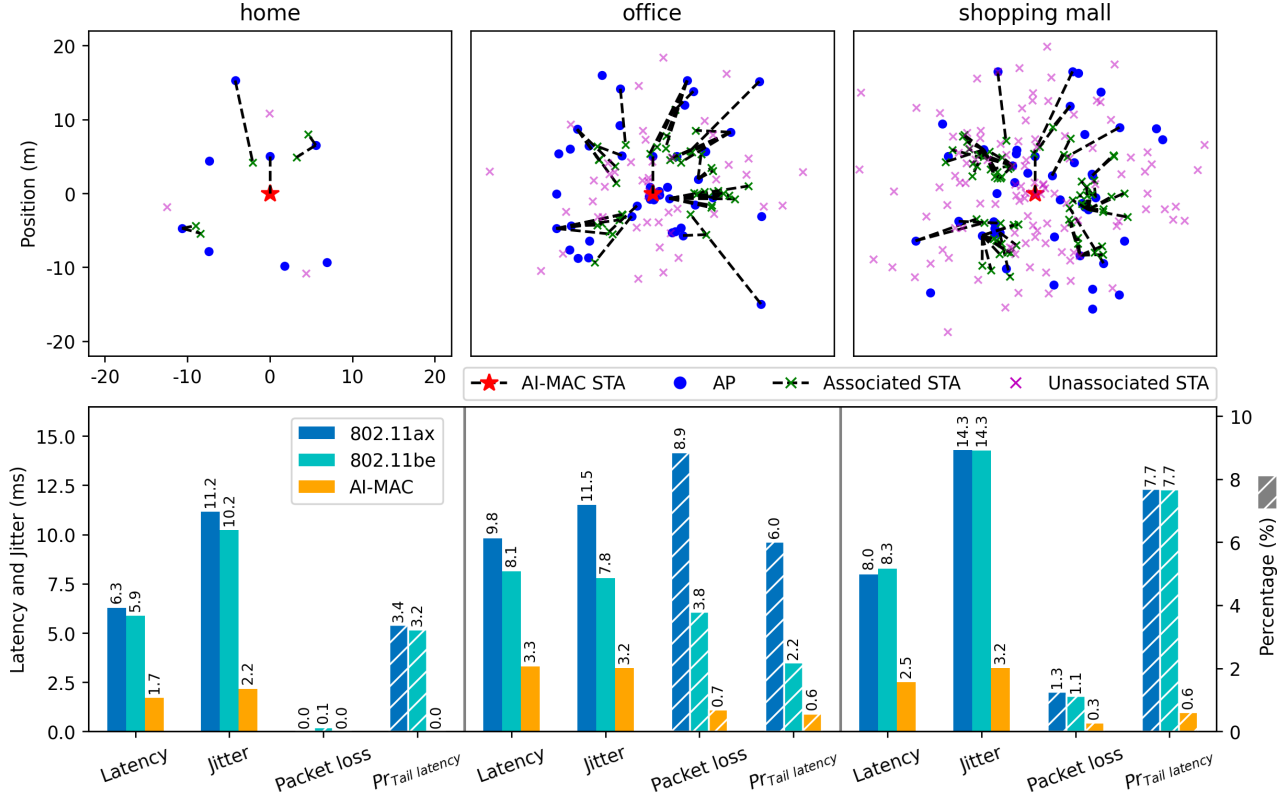 home office shopping mall
Position (m)
20
10
0
-10
-20
-20 -10 0 10 20
AI-MAC STA AP Associated STA Unassociated STA
Latency and Jitter (ms)
15.0
12.5
10.0
7.5
5.0
2.5
0.0
802.11ax
802.11be
AI-MAC
6.3 5.9 1.7 11.2 10.2 2.2 0.0 0.1 0.0 3.4 3.2 0.0
9.8 8.1 3.3 11.5 7.8 3.2 8.9 3.8 0.7 6.0 2.2 0.6
8.0 8.3 2.5 14.3 14.3 3.2 1.3 1.1 0.3 7.7 7.7 0.6
10
8
6
4
2
0
Percentage (%)
Latency Jitter Packet loss PrTail latency Latency Jitter Packet loss PrTail latency Latency Jitter Packet loss PrTail latency